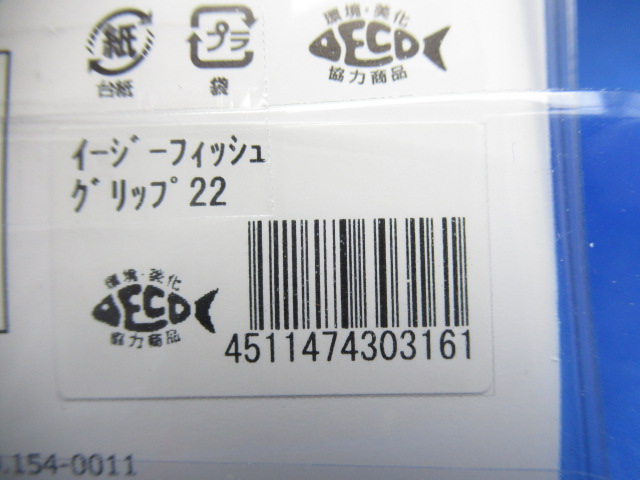 紙
台紙
プラ
袋
環境・美化
ECO
協力商品
ｲｰｼﾞｰﾌｨｯｼｭ
ｸﾞﾘｯﾌﾟ22
環境・美化
ECO
協力商品
4511474303161
.154-0011